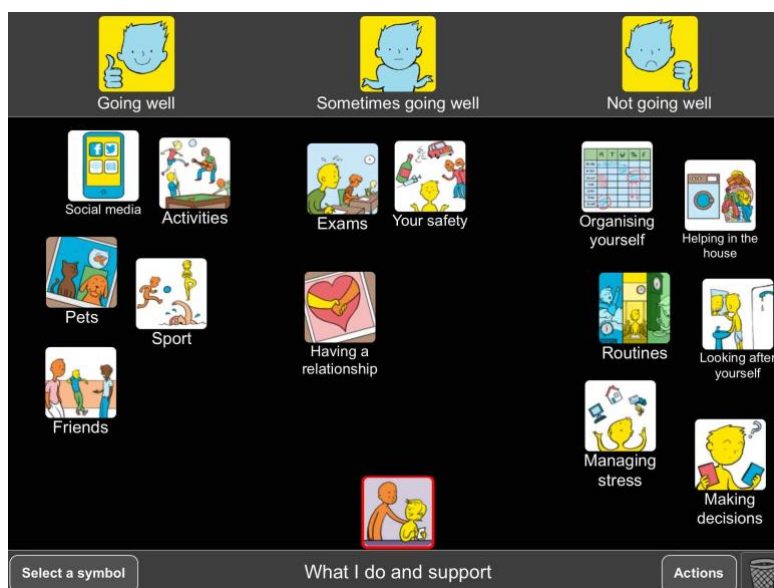 Going well
Sometimes going well
Not going well
Social media
Activities
Exams
Your safety
Organising
yourself
Helping in the
house
Pets
Sport
Having a
relationship
Routines
Looking after
yourself
Friends
Managing
stress
Making
decisions
Select a symbol
What I do and support
Actions